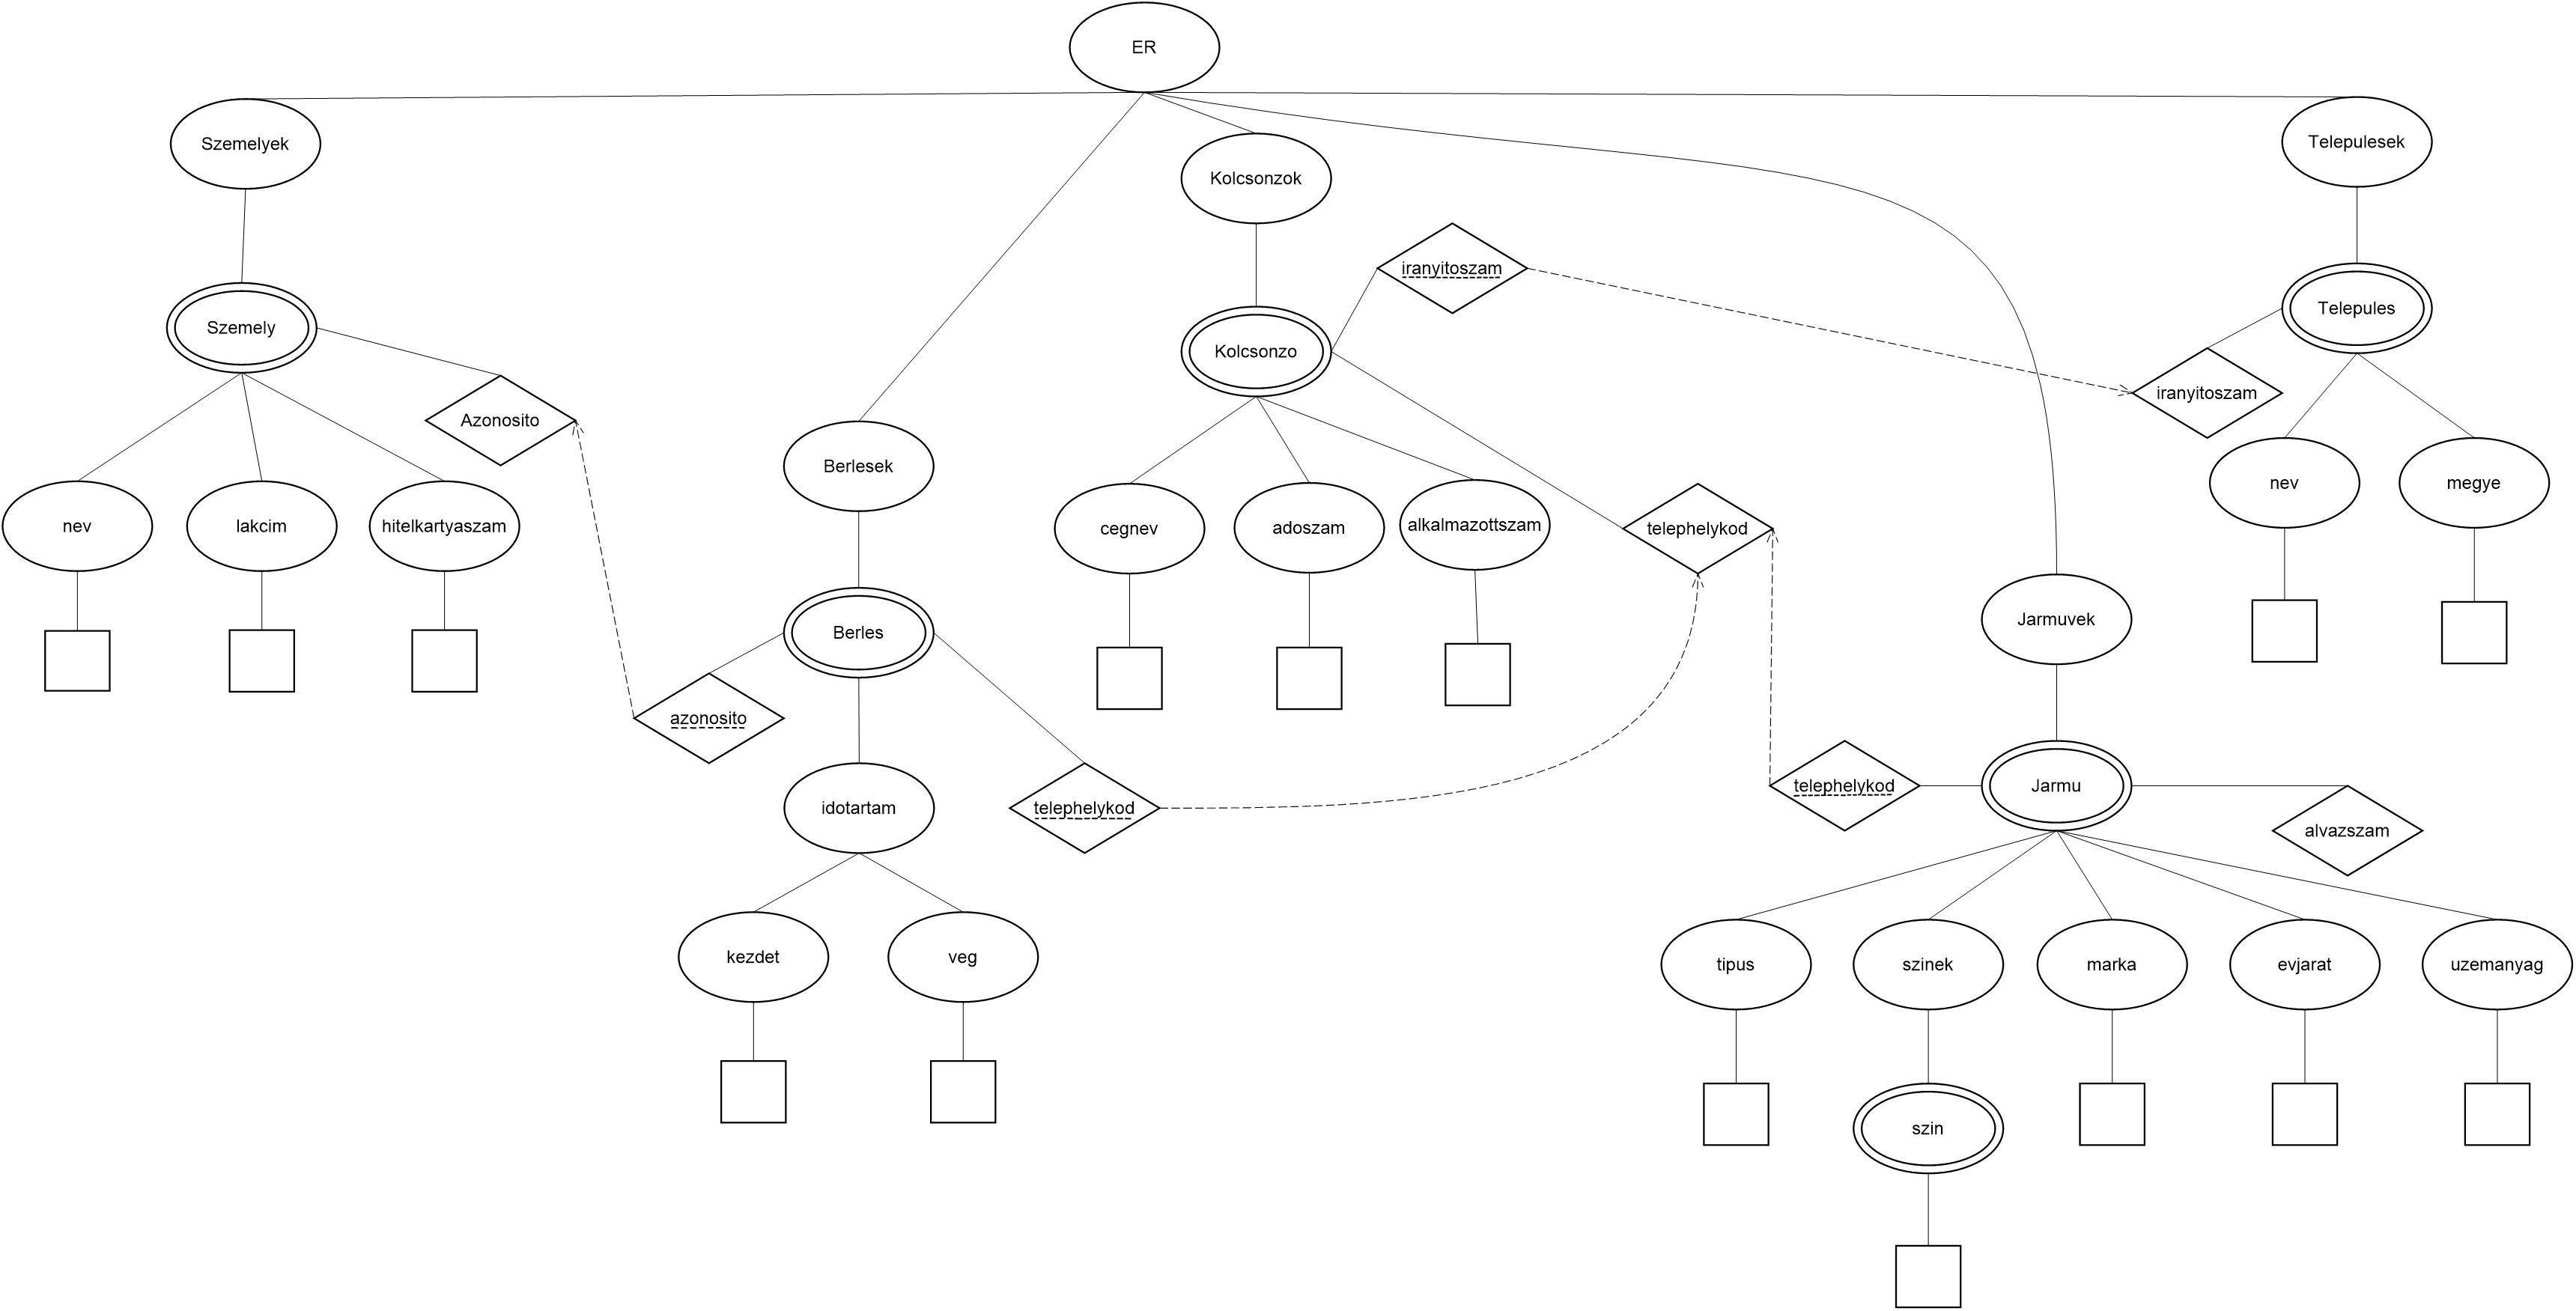 ER
Szemelyek
Telepulesek
Kolcsonzok
iranyitoszam
Telepules
Szemely
Kolcsonzo
iranyitoszam
Azonosito
Berlesek
nev
megye
nev
lakcim
hitelkartyaszam
cegnev
adoszam
alkalmazottszam
telephelykod
Jarmuvek
Berles
azonosito
telephelykod
Jarmu
idotartam
telephelykod
alvazszam
kezdet
veg
tipus
szinek
marka
evjarat
uzemanyag
szin